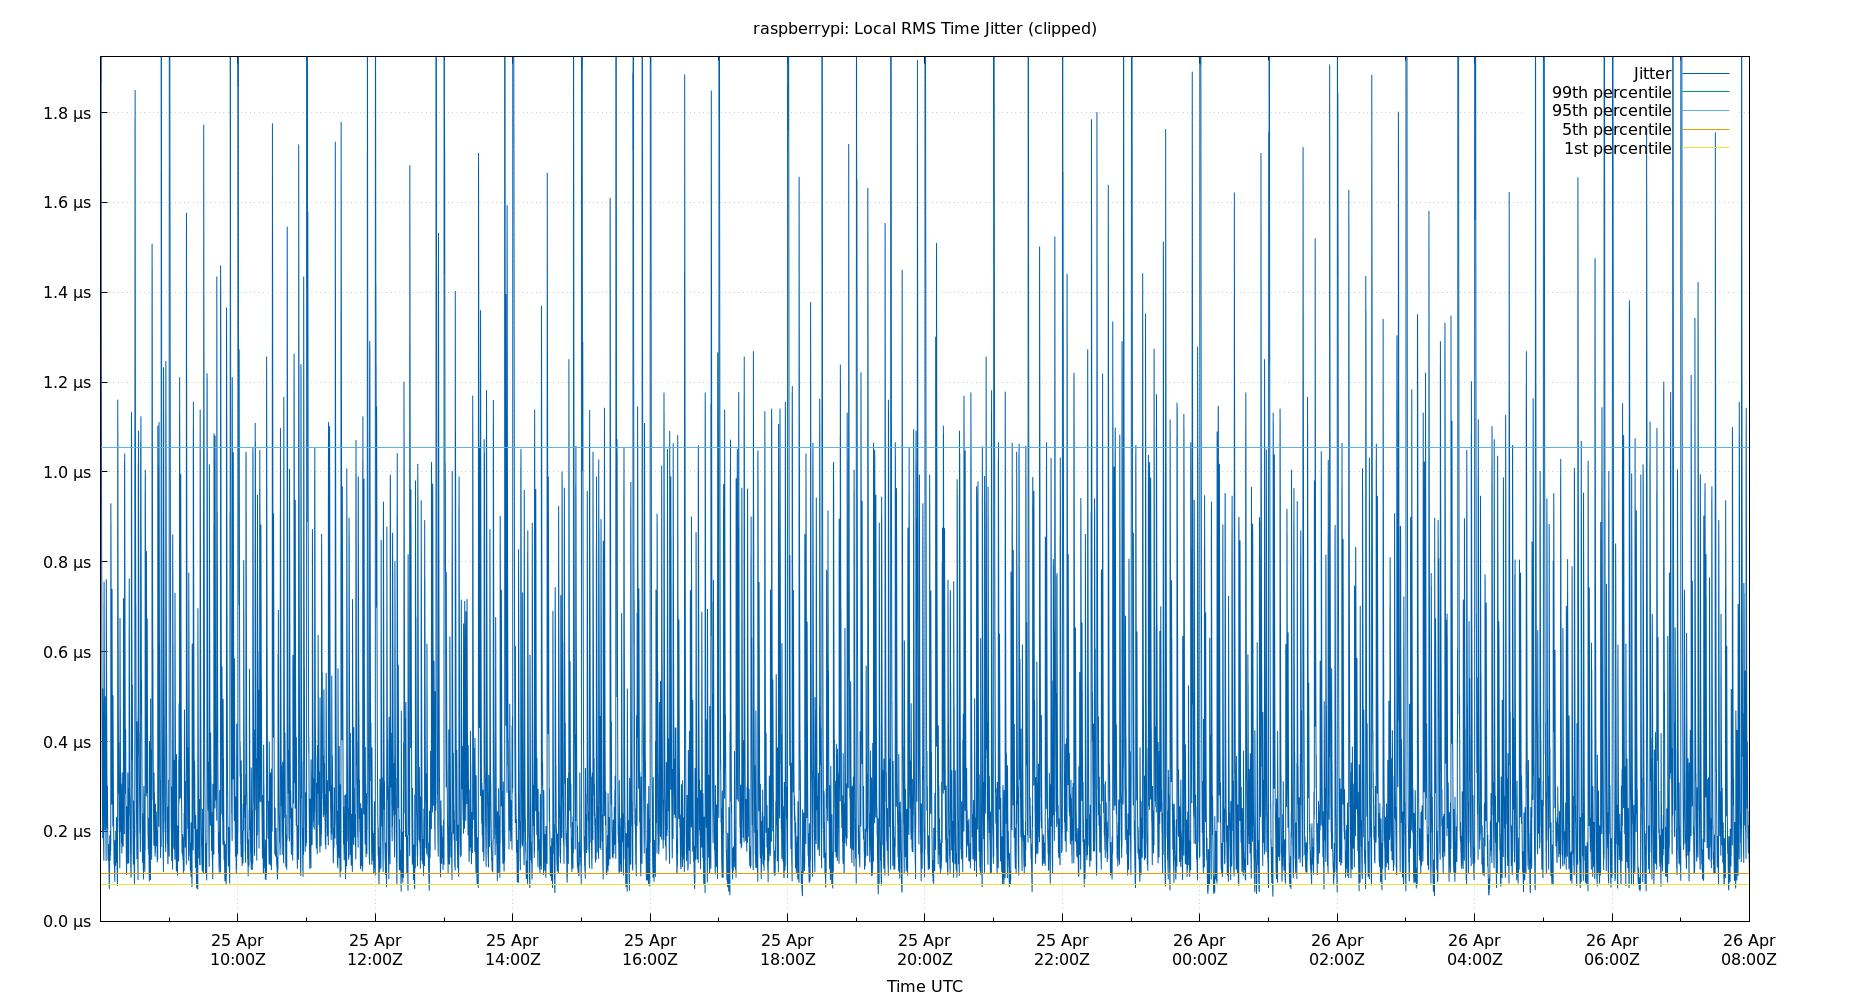 raspberrypi: Local RMS Time Jitter (clipped)
Jitter
99th percentile
95th percentile
5th percentile
1st percentile
1.8 µs
1.6 µs
1.4 µs
1.2 µs
1.0 µs
0.8 µs
0.6 µs
0.4 µs
0.2 µs
0.0 µs
25 Apr 25 Apr 25 Apr 25 Apr 25 Apr 25 Apr 25 Apr 26 Apr 26 Apr 26 Apr 26 Apr 26 Apr
10:00Z 12:00Z 14:00Z 16:00Z 18:00Z 20:00Z 22:00Z 00:00Z 02:00Z 04:00Z 06:00Z 08:00Z
Time UTC